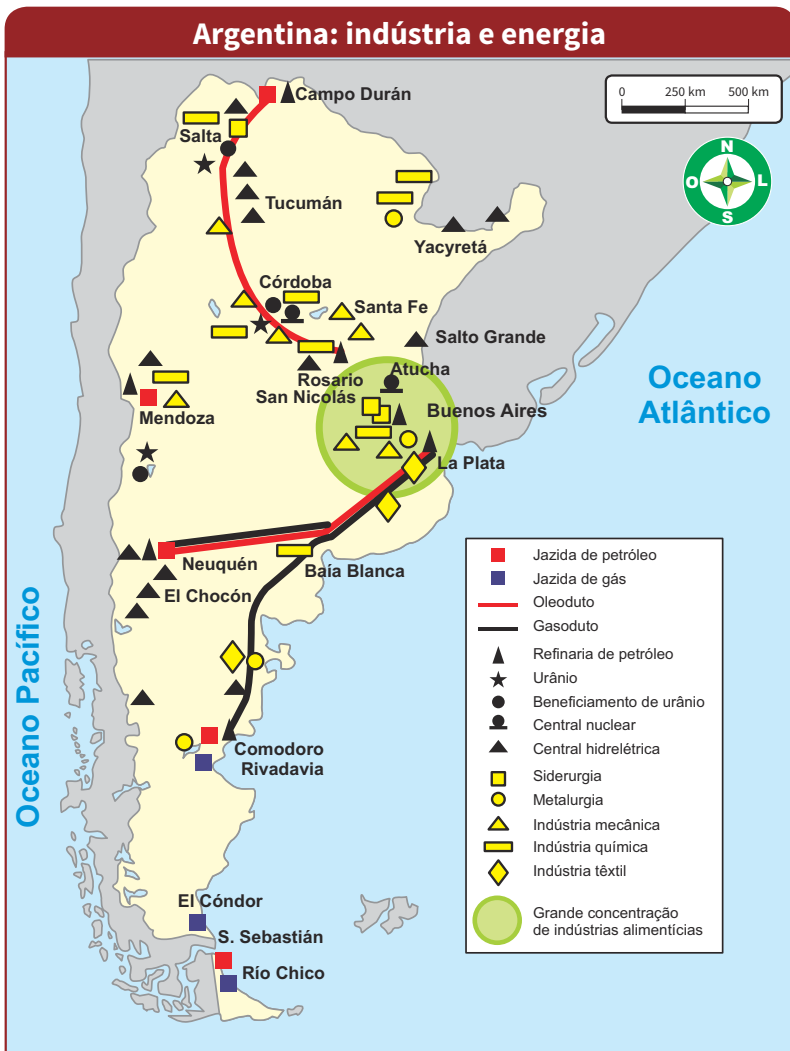 Argentina: indústria e energia
0 250 km 500 km
N
O L
S
Campo Durán
Salta
Tucumán
Yacyretá
Córdoba
Santa Fe
Salto Grande
Rosario
San Nicolás
Atucha
Buenos Aires
La Plata
Mendoza
Neuquén
El Chocón
Baía Blanca
Comodoro
Rivadavia
El Cóndor
S. Sebastián
Río Chico
Oceano
Atlântico
Oceano Pacífico
Jazida de petróleo
Jazida de gás
Oleoduto
Gasoduto
Refinaria de petróleo
Urânio
Beneficiamento de urânio
Central nuclear
Central hidrelétrica
Siderurgia
Metalurgia
Indústria mecânica
Indústria química
Indústria têxtil
Grande concentração
de indústrias alimentícias